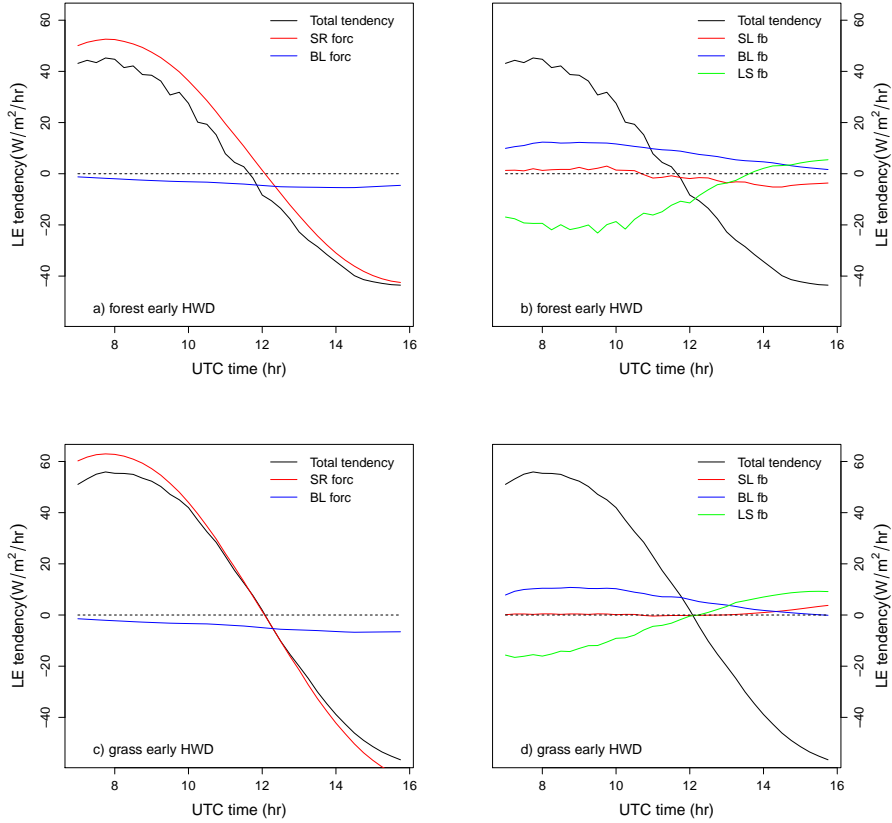 LE tendency(W/m²/hr)
60
40
20
0
−20
−40
8
10
12
14
16
UTC time (hr)
Total tendency
SR forc
BL forc
a) forest early HWD
8
10
12
14
16
UTC time (hr)
Total tendency
SL fb
BL fb
LS fb
b) forest early HWD
60
40
20
0
−20
−40
LE tendency(W/m²/hr)
LE tendency(W/m²/hr)
60
40
20
0
−20
−40
8
10
12
14
16
UTC time (hr)
Total tendency
SR forc
BL forc
c) grass early HWD
8
10
12
14
16
UTC time (hr)
Total tendency
SL fb
BL fb
LS fb
d) grass early HWD
60
40
20
0
−20
−40
LE tendency(W/m²/hr)